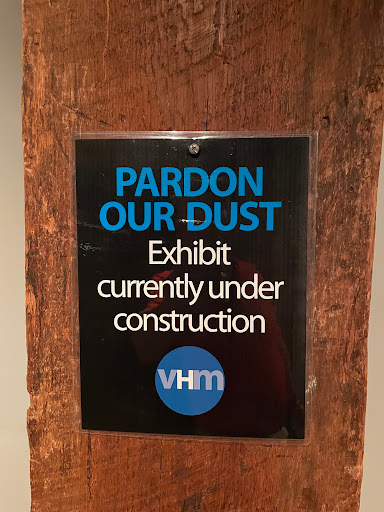 PARDON
OUR DUST
Exhibit
currently under
construction
vHm